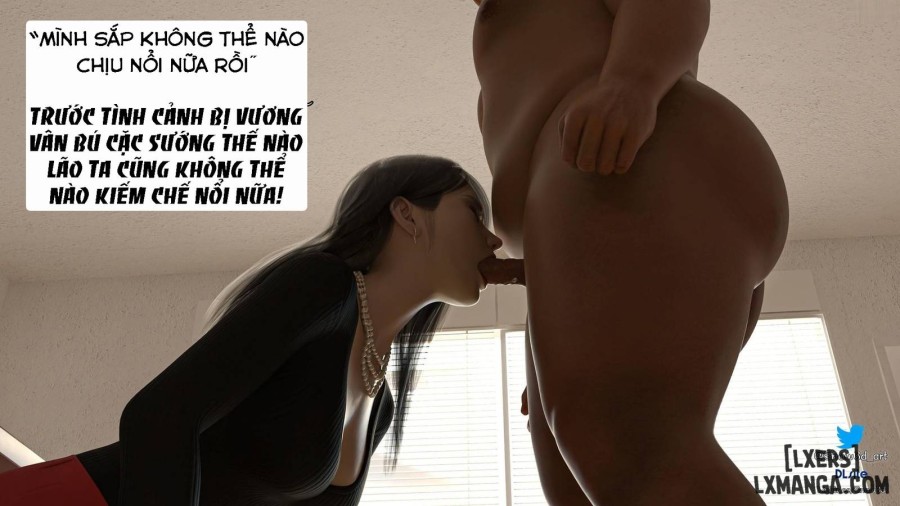 “MÌNH SẮP KHÔNG THỂ NÀO
CHỊU NỔI NỮA RỒI"
TRƯỚC TÌNH CẢNH BỊ VƯƠNG
VÂN BÚ CẶC SƯỚNG THẾ NÀO
LÃO TA CŨNG KHÔNG THỂ
NÀO KIẾM CHẾ NỔI NỮA!
[LXERS]
LXMANGA.COM